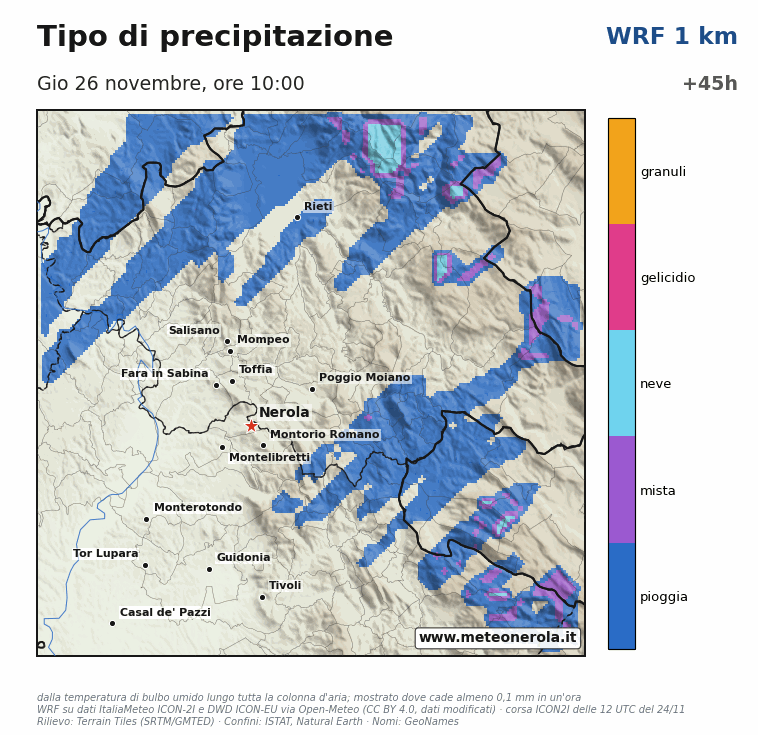 Tipo di precipitazione
WRF 1 km
Gio 26 novembre, ore 10:00
+45h
granuli
gelicidio
neve
mista
pioggia
Rieti
Salisano
Mompeo
Toffia
Fara in Sabina
Poggio Moiano
Nerola
Montorio Romano
Montelibretti
Monterotondo
Tor Lupara
Guidonia
Tivoli
Casal de' Pazzi
www.meteonerola.it
dalla temperatura di bulbo umido lungo tutta la colonna d'aria; mostrato dove cade almeno 0,1 mm in un'ora
WRF su dati ItaliaMeteo ICON-2I e DWD ICON-EU via Open-Meteo (CC BY 4.0, dati modificati) · corsa ICON2I delle 12 UTC del 24/11
Rilievo: Terrain Tiles (SRTM/GMTED) · Confini: ISTAT, Natural Earth · Nomi: GeoNames